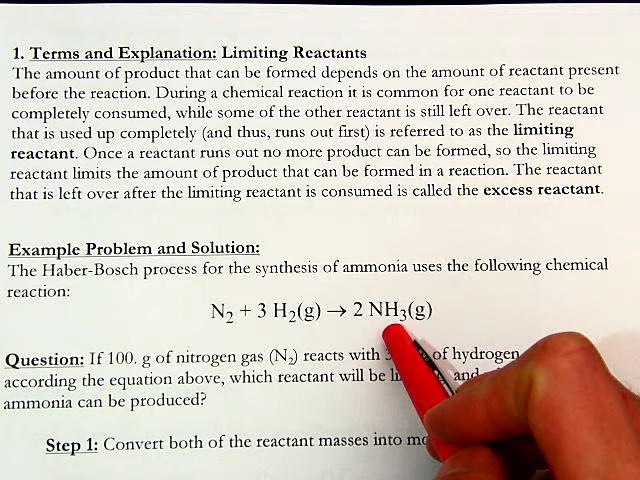 1. Terms and Explanation: Limiting Reactants
The amount of product that can be formed depends on the amount of reactant present
before the reaction. During a chemical reaction it is common for one reactant to be
completely consumed, while some of the other reactant is still left over. The reactant
that is used up completely (and thus, runs out first) is referred to as the limiting
reactant. Once a reactant runs out no more product can be formed, so the limiting
reactant limits the amount of product that can be formed in a reaction. The reactant
that is left over after the limiting reactant is consumed is called the excess reactant.
Example Problem and Solution:
The Haber-Bosch process for the synthesis of ammonia uses the following chemical
reaction:
N₂ + 3 H₂(g) → 2 NH₃(g)
Question: If 100. g of nitrogen gas (N₂) reacts with of hydrogen
according the equation above, which reactant will be and
ammonia can be produced?
Step 1: Convert both of the reactant masses into